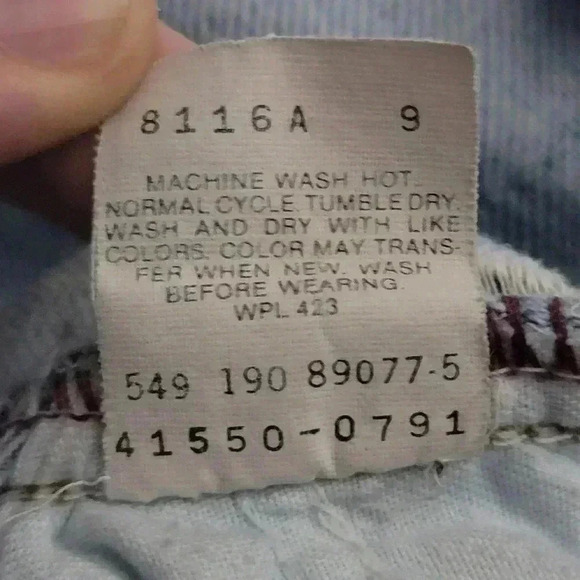 8116A 9
MACHINE WASH HOT.
NORMAL CYCLE. TUMBLE DRY.
WASH AND DRY WITH LIKE
COLORS. COLOR MAY TRANS-
FER WHEN NEW. WASH
BEFORE WEARING.
WPL 423
549 190 89077-5
41550-0791